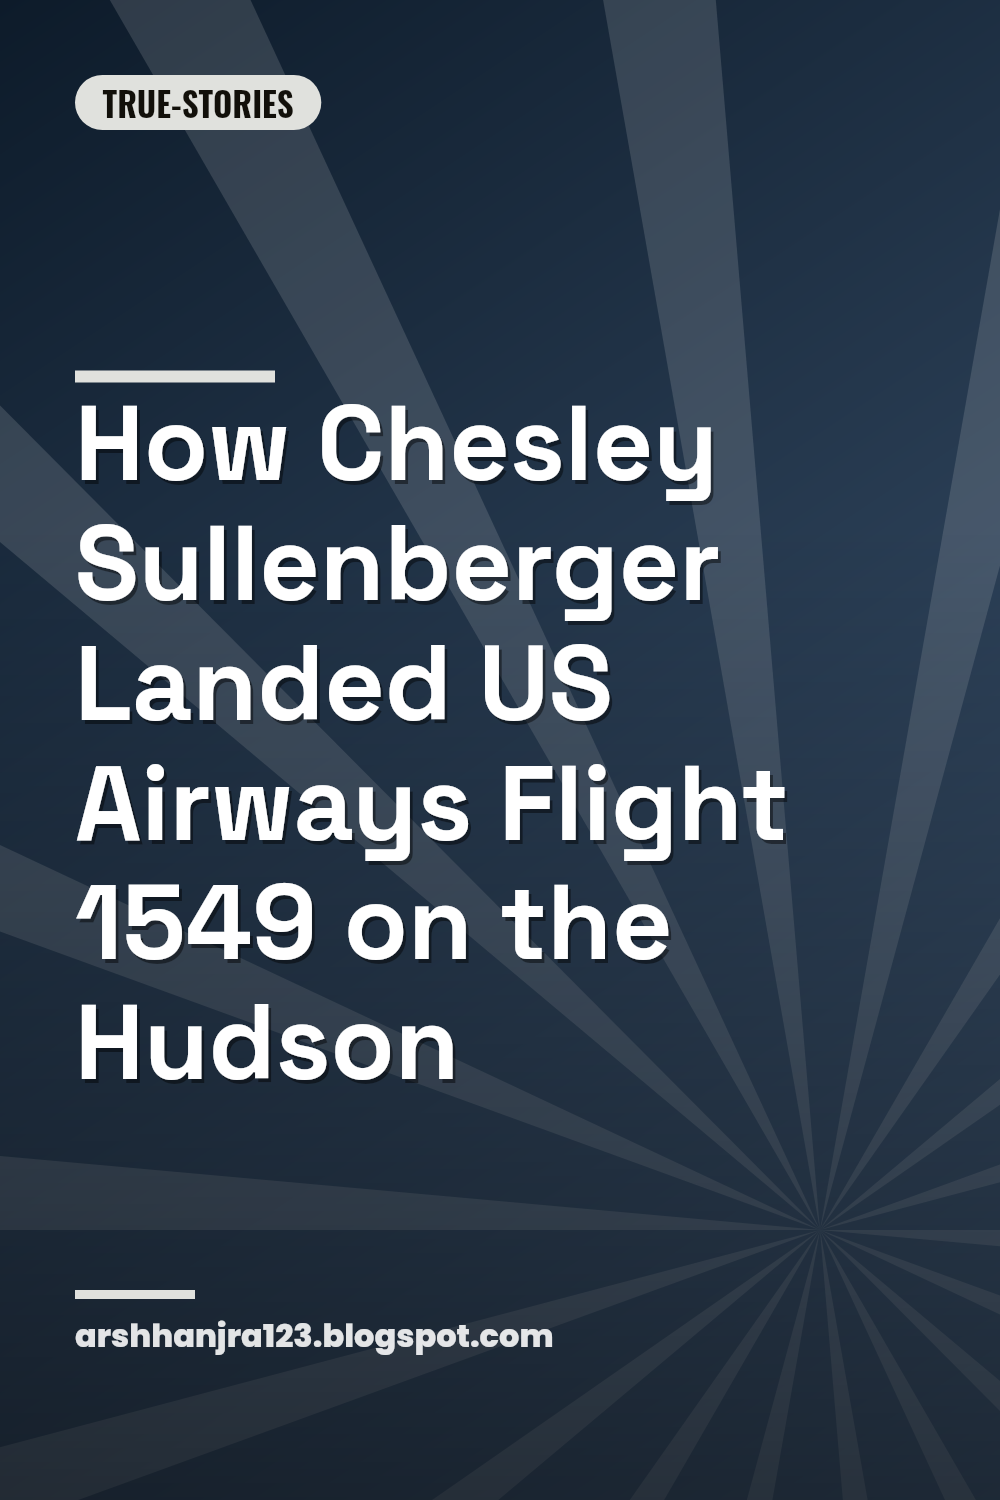 TRUE-STORIES
How Chesley
Sullenberger
Landed US
Airways Flight
1549 on the
Hudson
arshhanjra123.blogspot.com